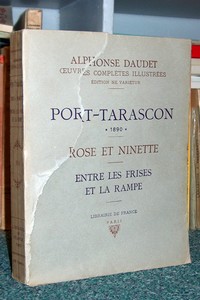 ALPHONSE DAUDET
ŒUVRES COMPLÈTES ILLUSTRÉES
ÉDITION NE VARIETUR
PORT-TARASCON
• 1890 •
ROSE ET NINETTE
ENTRE LES FRISES
ET LA RAMPE
LIBRAIRIE DE FRANCE
PARIS